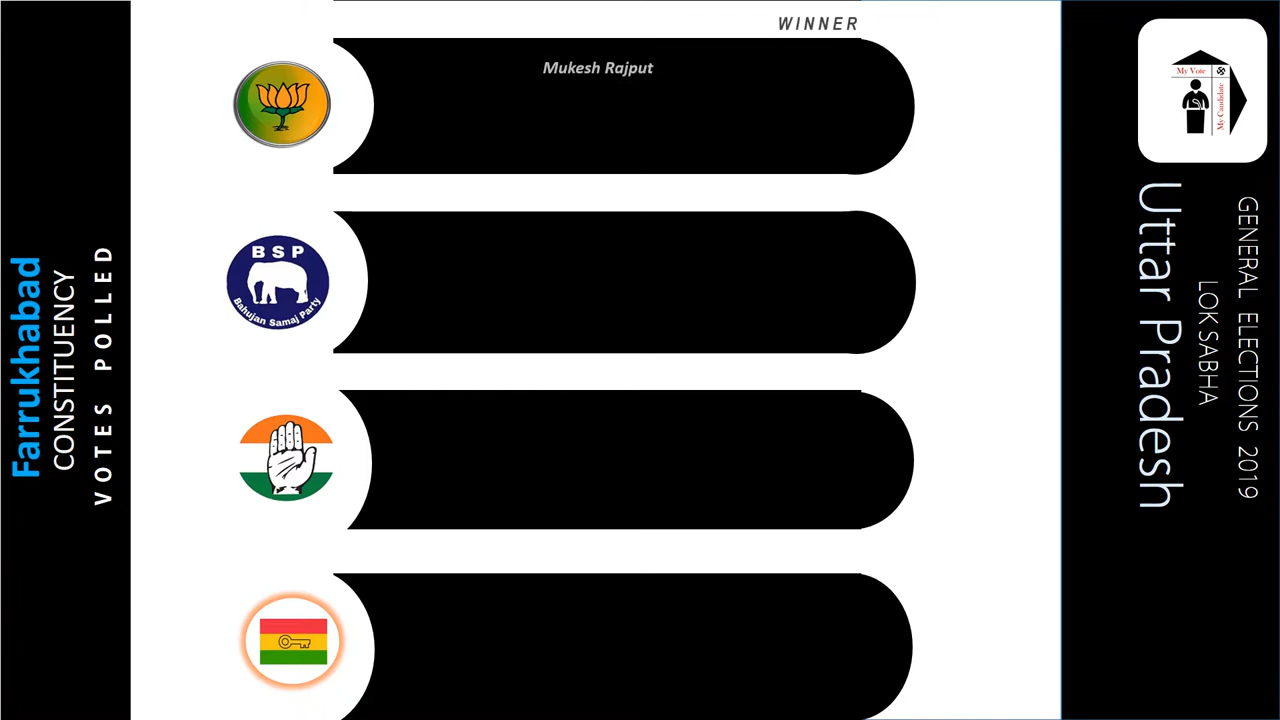 Farrukhabad
CONSTITUENCY
VOTES POLLED
WINNER
Mukesh Rajput
BSP
Bahujan Samaj Party
My Vote
My Candidate
GENERAL ELECTIONS 2019
LOK SABHA
Uttar Pradesh